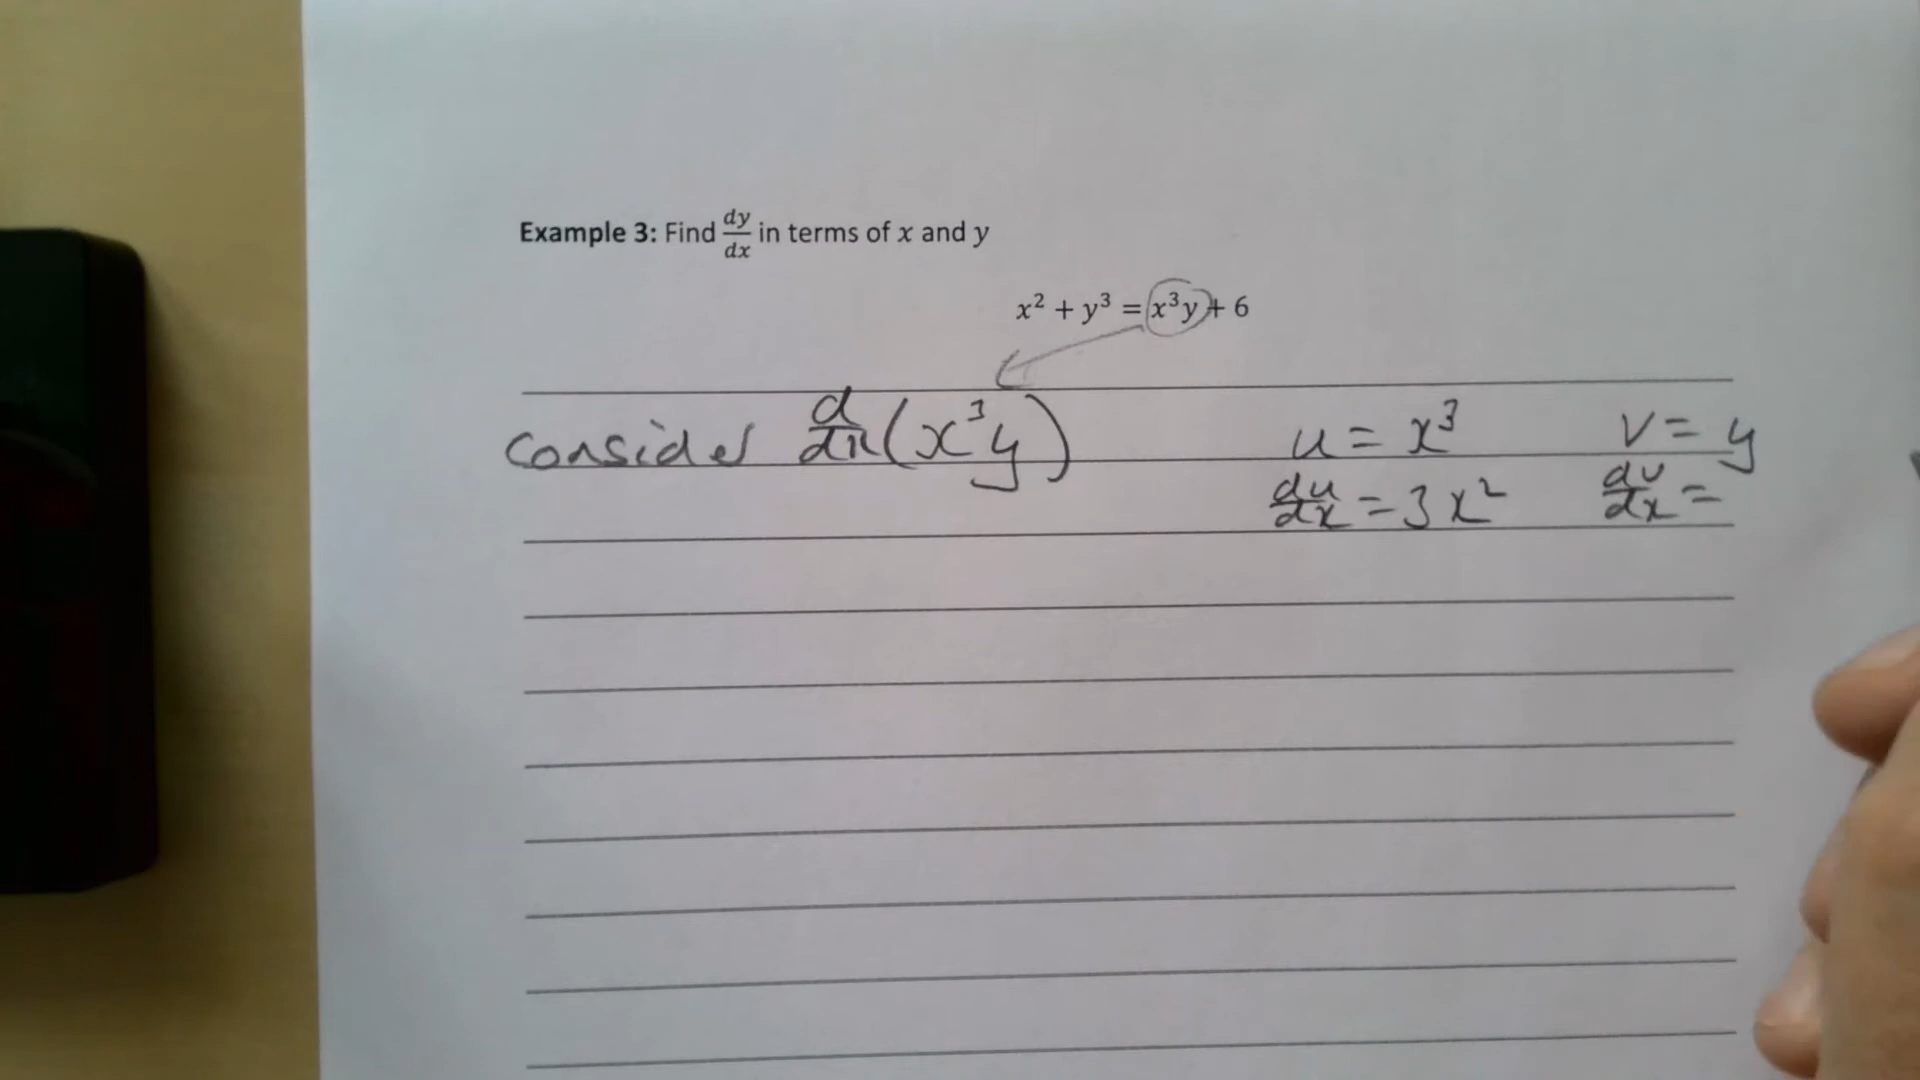 Example 3: Find dy/dx in terms of x and y
x² + y³ = x³y + 6
consider d/dx (x³y) u = x³ v = y
du/dx = 3x² dv/dx =